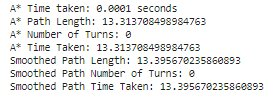 A* Time taken: 0.0001 seconds
A* Path Length: 13.313708498984763
A* Number of Turns: 0
A* Time Taken: 13.313708498984763
Smoothed Path Length: 13.395670235860893
Smoothed Path Number of Turns: 0
Smoothed Path Time Taken: 13.395670235860893